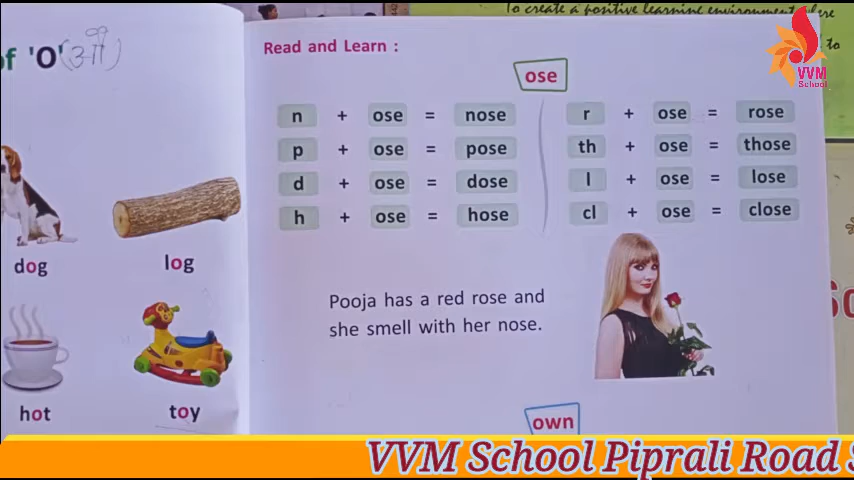 To create a positive learning environment where
to
VVM
School
of 'O'
Read and Learn :
ose
n + ose = nose
p + ose = pose
d + ose = dose
h + ose = hose
r + ose = rose
th + ose = those
l + ose = lose
cl + ose = close
dog
log
Pooja has a red rose and
she smell with her nose.
hot
toy
own
VVM School Piprali Road S